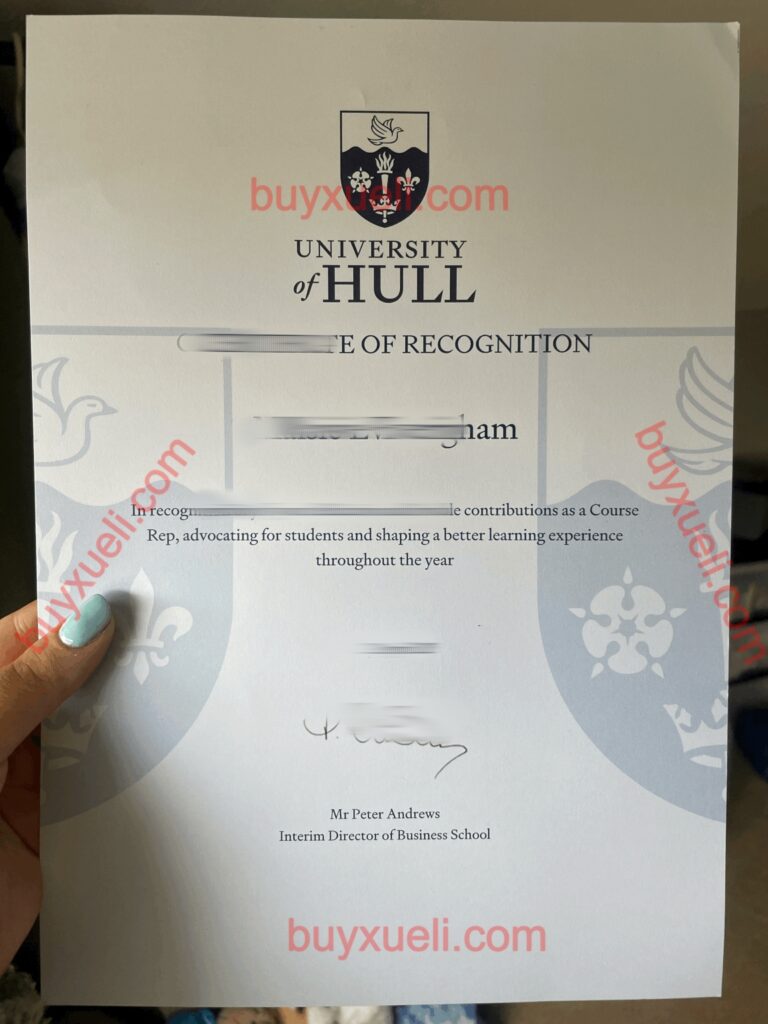 buyxueli.com
UNIVERSITY
of HULL
OF RECOGNITION
buyxueli.com
buyxueli.com
contributions as a Course
Rep, advocating for students and shaping a better learning experience
throughout the year
Mr Peter Andrews
Interim Director of Business School
buyxueli.com